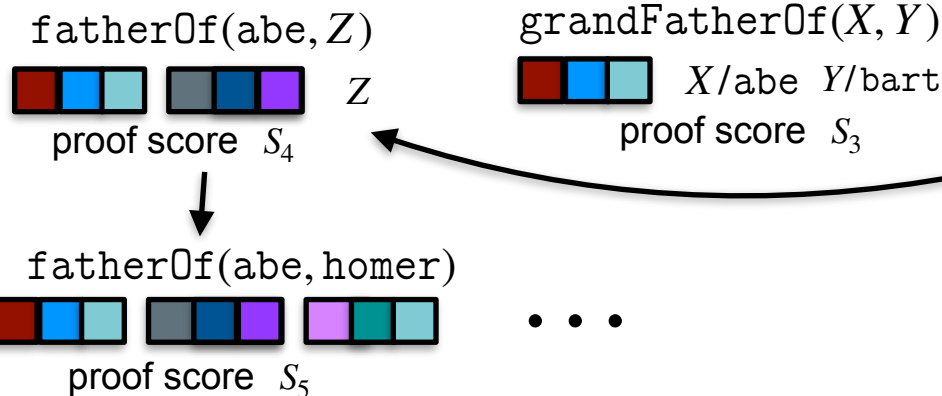 fatherOf(abe, Z)
Z
proof score S₄
grandFatherOf(X, Y)
X/abe Y/bart
proof score S₃
fatherOf(abe, homer)
proof score S₅